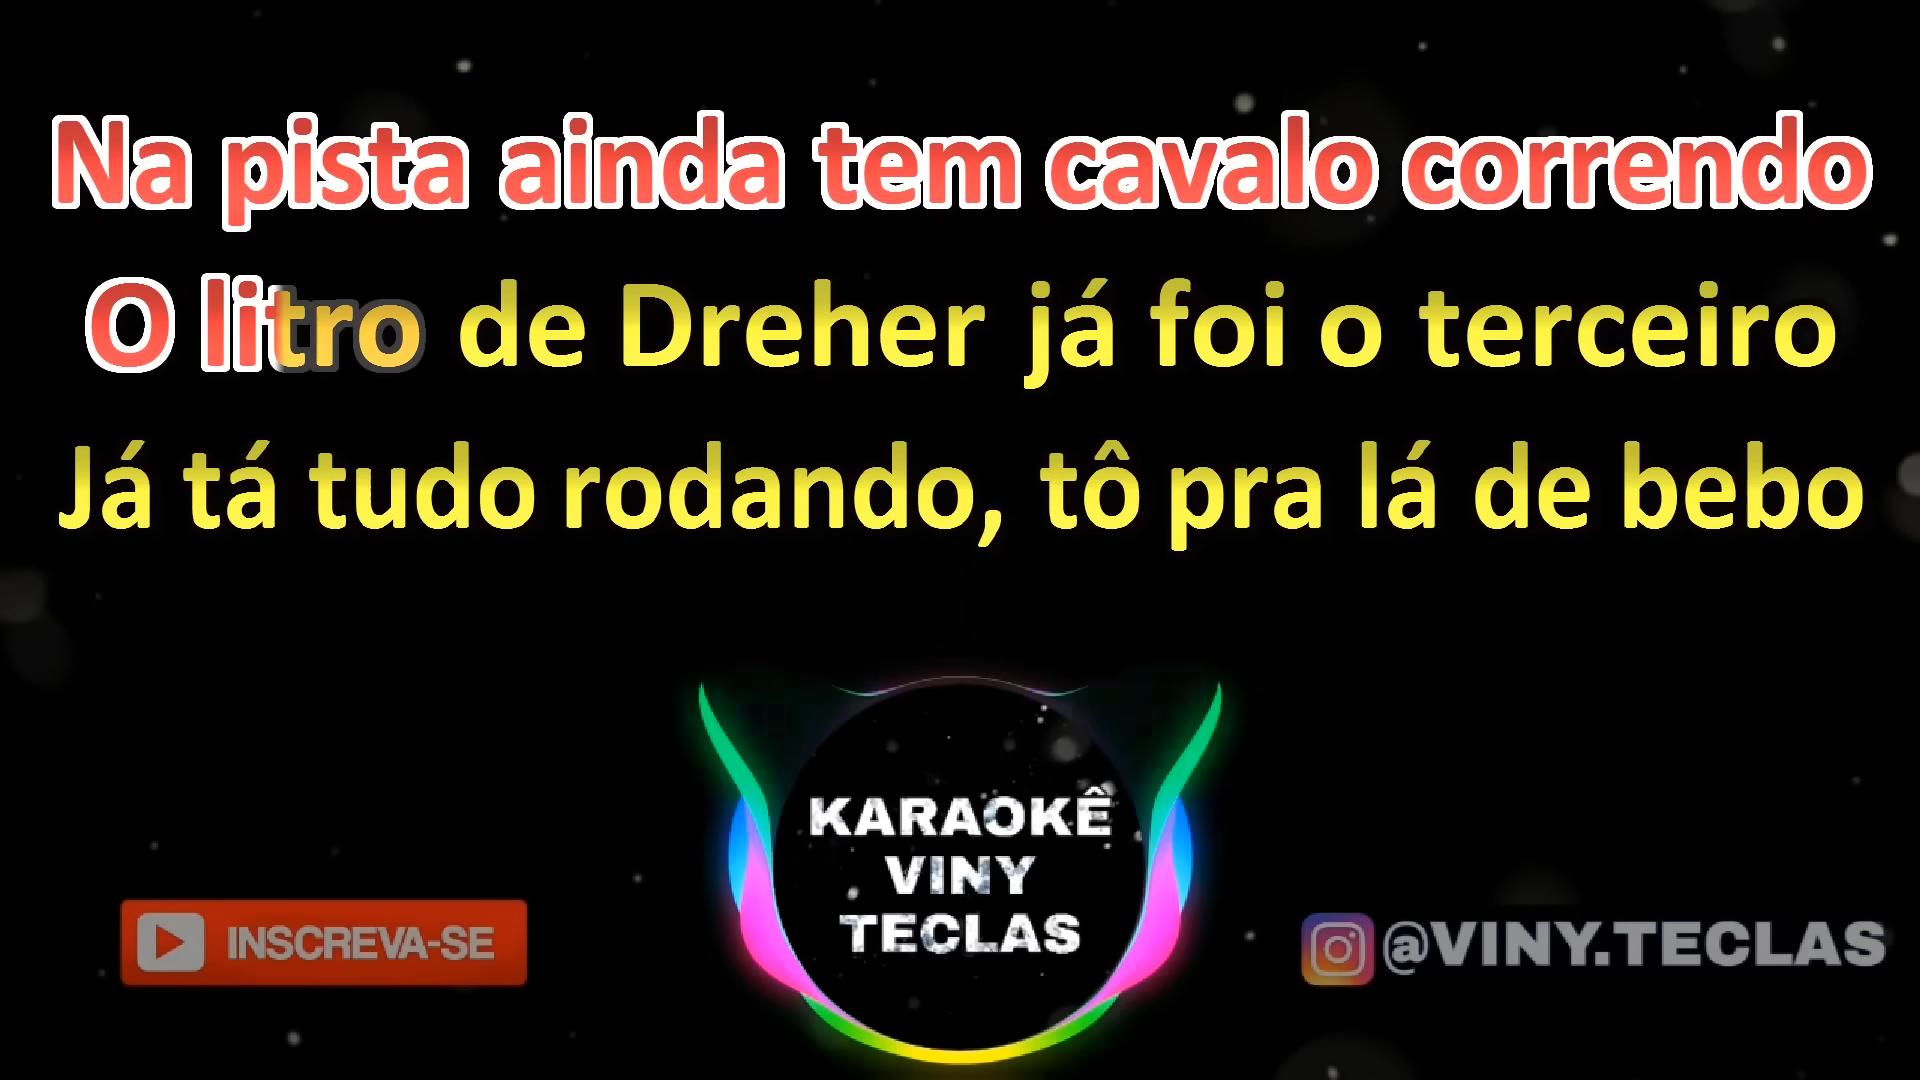 Na pista ainda tem cavalo correndo
O litro de Dreher já foi o terceiro
Já tá tudo rodando, tô pra lá de bebo
KARAOKÊ
VINY
TECLAS
INSCREVA-SE
@VINY.TECLAS